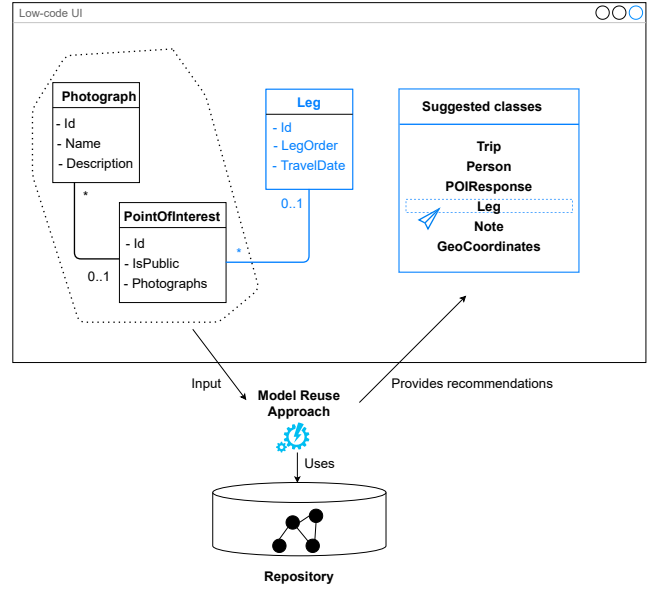 Low-code UI
Photograph
- Id
- Name
- Description
*
0..1
PointOfInterest
- Id
- IsPublic
- Photographs
*
Leg
- Id
- LegOrder
- TravelDate
0..1
Suggested classes
Trip
Person
POIResponse
Leg
Note
GeoCoordinates
Input
Model Reuse
Approach
Provides recommendations
Uses
Repository